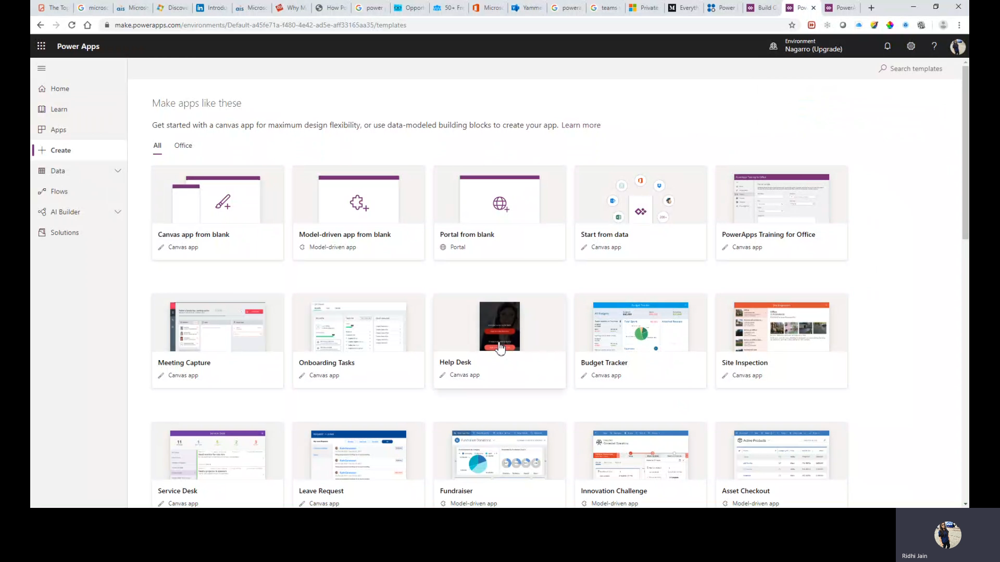 The To
micros
Micros
Discov
Introdu
Micros
Why M
How Po
power
Opport
50+ Fre
Micros
Yamme
powera
teams
Private
Everyth
Power
Build C
Pow
PowerA
make.powerapps.com/environments/Default-a45fe71a-f480-4e42-ad5e-aff33165aa35/templates
Power Apps
Environment
Nagarro (Upgrade)
Search templates
Home
Learn
Apps
Create
Data
Flows
AI Builder
Solutions
Make apps like these
Get started with a canvas app for maximum design flexibility, or use data-modeled building blocks to create your app. Learn more
All Office
Canvas app from blank
Canvas app
Model-driven app from blank
Model-driven app
Portal from blank
Portal
Start from data
Canvas app
PowerApps Training for Office
Canvas app
Meeting Capture
Canvas app
Onboarding Tasks
Canvas app
Help Desk
Canvas app
Budget Tracker
Canvas app
Site Inspection
Canvas app
Service Desk
Canvas app
Leave Request
Canvas app
Fundraiser
Model-driven app
Innovation Challenge
Model-driven app
Active Products
Asset Checkout
Model-driven app
Ridhi Jain